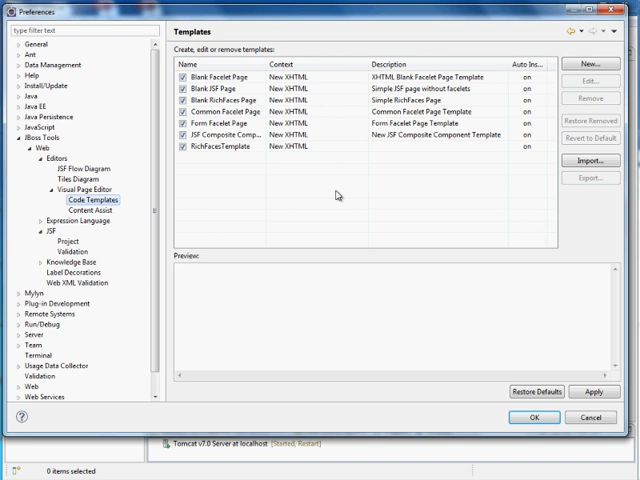 Preferences
type filter text
General
Ant
Data Management
Help
Install/Update
Java
Java EE
Java Persistence
JavaScript
JBoss Tools
Web
Editors
JSF Flow Diagram
Tiles Diagram
Visual Page Editor
Code Templates
Content Assist
Expression Language
JSF
Project
Validation
Knowledge Base
Label Decorations
Web XML Validation
Mylyn
Plug-in Development
Remote Systems
Run/Debug
Server
Team
Terminal
Usage Data Collector
Validation
Web
Web Services
Templates
Create, edit or remove templates:
Name Context Description Auto Ins...
Blank Facelet Page New XHTML XHTML Blank Facelet Page Template on
Blank JSF Page New XHTML Simple JSF page without facelets on
Blank RichFaces Page New XHTML Simple RichFaces Page on
Common Facelet Page New XHTML Common Facelet Page Template on
Form Facelet Page New XHTML Form Facelet Page Template on
JSF Composite Comp... New XHTML New JSF Composite Component Template on
RichFacesTemplate New XHTML on
New...
Edit...
Remove
Restore Removed
Revert to Default
Import...
Export...
Preview:
Restore Defaults Apply
OK Cancel
Tomcat v7.0 Server at localhost [Started, Restart]
0 items selected